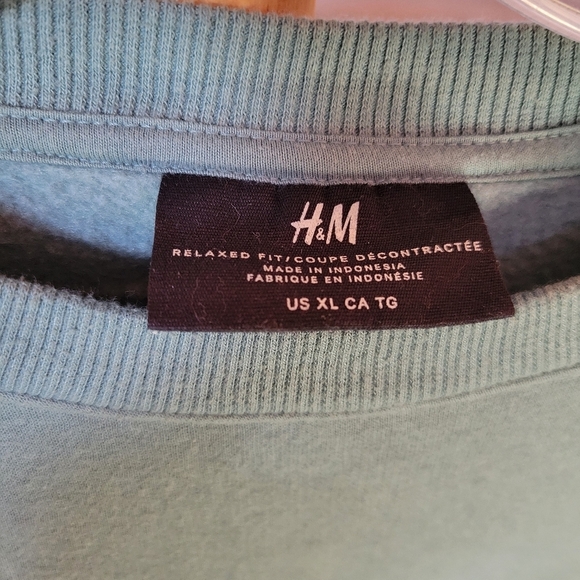 H&M
RELAXED FIT/COUPE DÉCONTRACTÉE
MADE IN INDONESIA
FABRIQUE EN INDONÉSIE
US XL CA TG